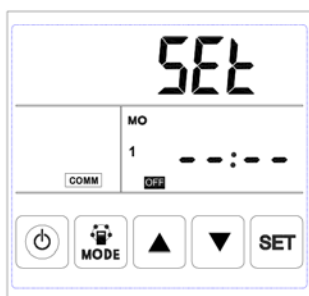 SEt
MO
1 --:--
COMM OFF
MODE SET